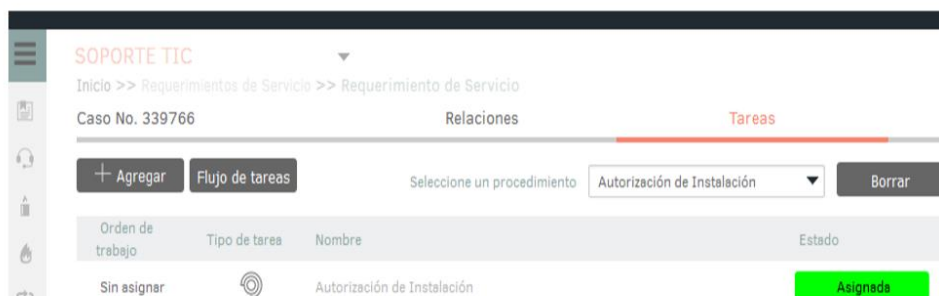 SOPORTE TIC
Inicio >> Requerimientos de Servicio >> Requerimiento de Servicio
Caso No. 339766 Relaciones Tareas
+ Agregar Flujo de tareas Seleccione un procedimiento Autorización de Instalación Borrar
Orden de trabajo Tipo de tarea Nombre Estado
Sin asignar Autorización de Instalación Asignada